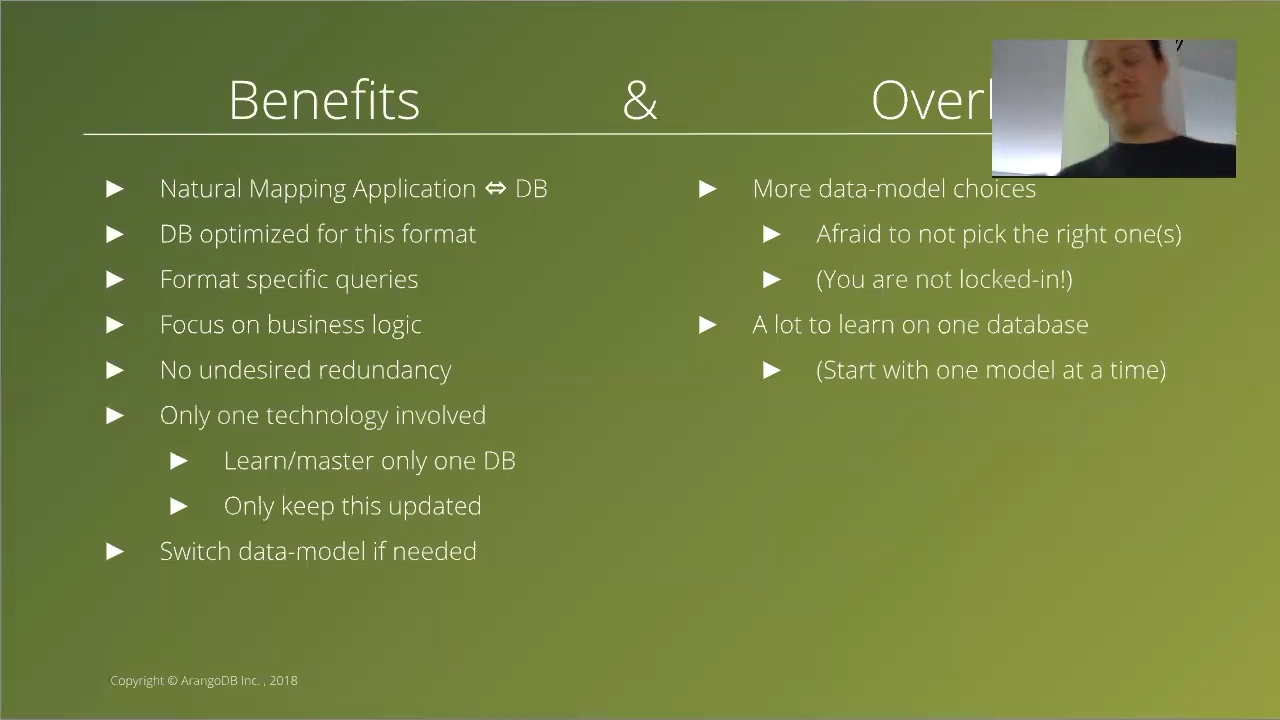 Benefits & Overl
Natural Mapping Application ⇔ DB
DB optimized for this format
Format specific queries
Focus on business logic
No undesired redundancy
Only one technology involved
Learn/master only one DB
Only keep this updated
Switch data-model if needed
More data-model choices
Afraid to not pick the right one(s)
(You are not locked-in!)
A lot to learn on one database
(Start with one model at a time)
Copyright © ArangoDB Inc. , 2018